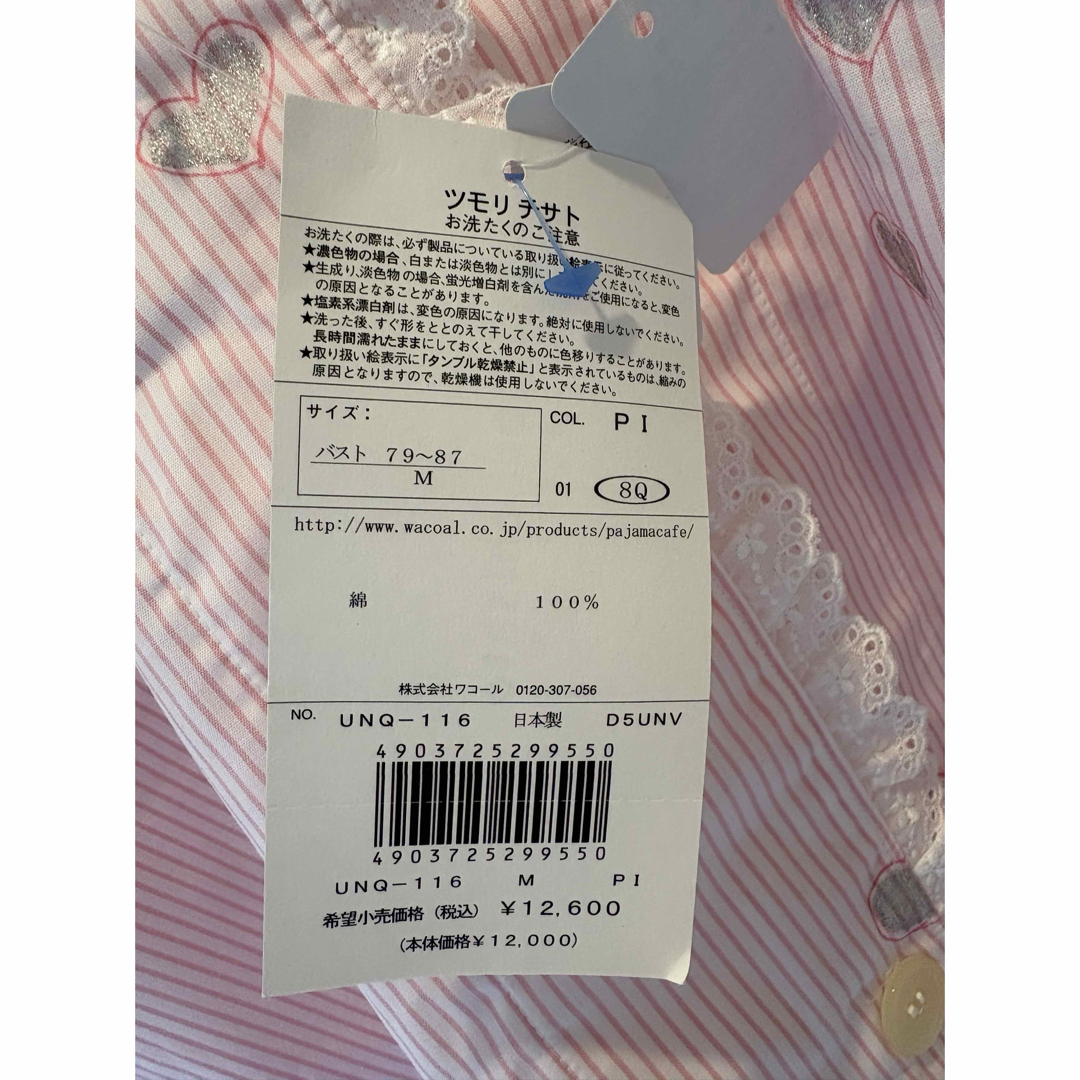 ツモリ チサト
お洗たくのご注意
お洗たくの際は、必ず製品についている取り扱い絵表示に従ってください。
★濃色物の場合、白または淡色物とは別にしてください。
★生成り、淡色物の場合、蛍光増白剤を含んだ洗剤をご使用になると、変色
の原因となることがあります。
★塩素系漂白剤は、変色の原因になります。絶対に使用しないでください。
★洗った後、すぐ形をととのえて干してください。
長時間濡れたままにしておくと、他のものに色移りすることがあります。
★取り扱い絵表示に「タンブル乾燥禁止」と表示されているものは、縮みの
原因となりますので、乾燥機は使用しないでください。
サイズ：
バスト 79～87
M
COL. PI
01 8Q
http://www.wacoal.co.jp/products/pajamacafe/
綿 100%
株式会社ワコール 0120-307-056
NO. UNQ-116 日本製 D5UNV
4903725299550
4903725299550
UNQ-116 M PI
希望小売価格（税込） ￥12,600
（本体価格￥12,000）